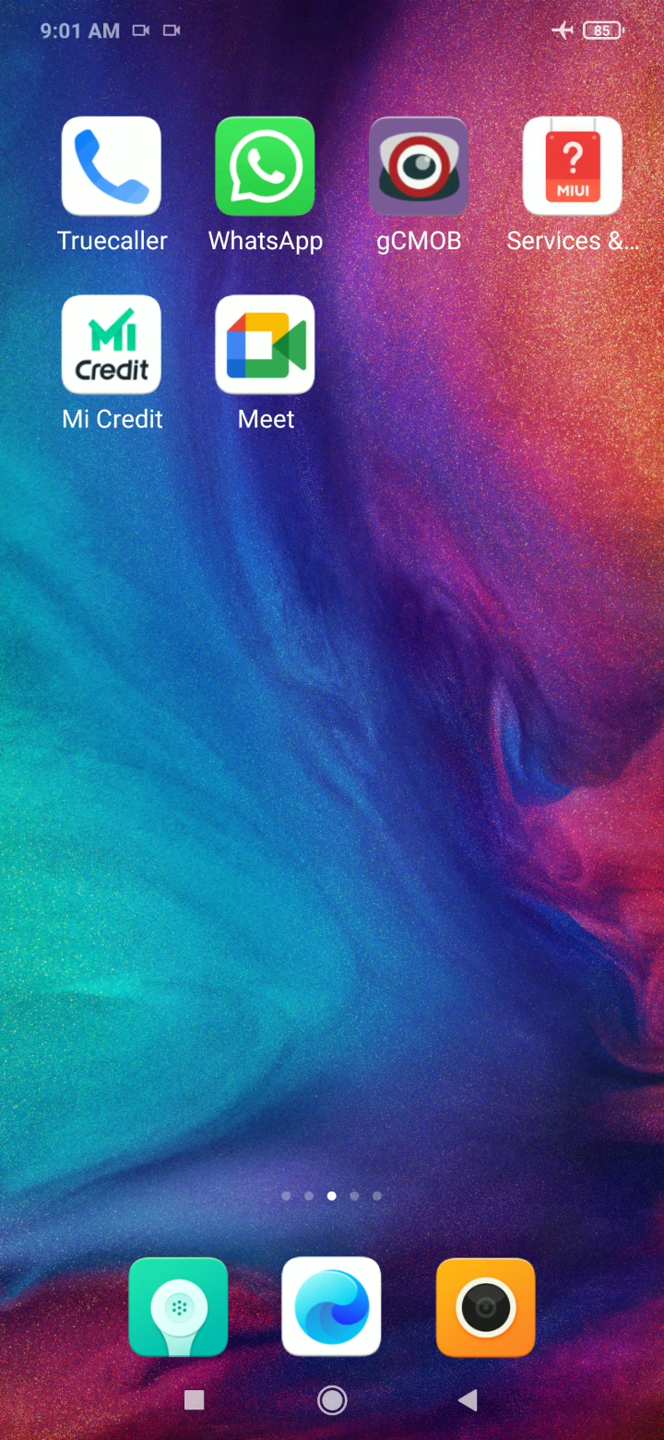 9:01 AM
85
?
MIUI
Truecaller
WhatsApp
gCMOB
Services &...
Mi
Credit
Mi Credit
Meet